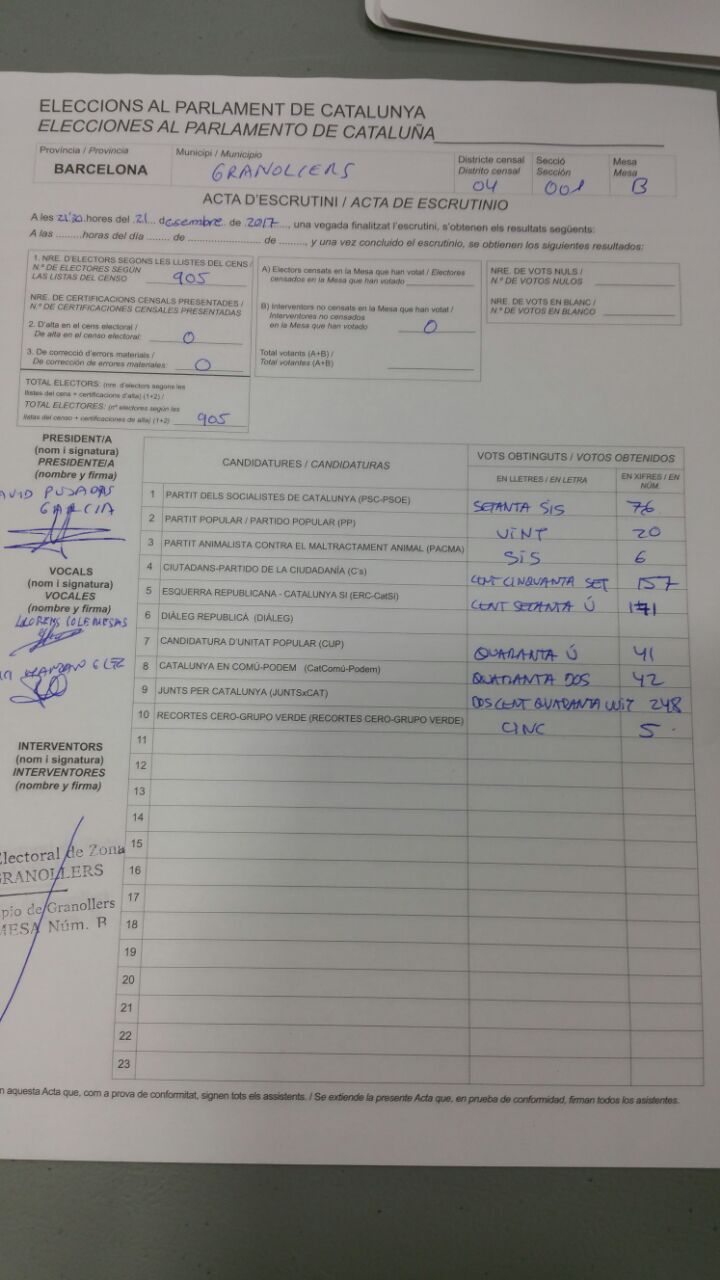 ELECCIONS AL PARLAMENT DE CATALUNYA
ELECCIONES AL PARLAMENTO DE CATALUÑA
Província / Provincia
BARCELONA
Municipi / Municipio
GRANOLLERS
Districte censal
Distrito censal
04
Secció
Sección
001
Mesa
Mesa
B
ACTA D'ESCRUTINI / ACTA DE ESCRUTINIO
A les 21'30 hores del 21 desembre de 2017, una vegada finalitzat l'escrutini, s'obtenen els resultats següents:
A las .........horas del día ........ de ......................... de ........., y una vez concluido el escrutinio, se obtienen los siguientes resultados:
1. NRE. D'ELECTORS SEGONS LES LLISTES DEL CENS /
N.º DE ELECTORES SEGÚN
LAS LISTAS DEL CENSO 905
NRE. DE CERTIFICACIONS CENSALS PRESENTADES /
N.º DE CERTIFICACIONES CENSALES PRESENTADAS
2. D'alta en el cens electoral /
De alta en el censo electoral: 0
3. De correcció d'errors materials /
De corrección de errores materiales: 0
TOTAL ELECTORS: (nre. d'electors segons les
llistes del cens + certificacions d'alta) (1+2) /
TOTAL ELECTORES: (nº electores según las
listas del censo + certificaciones de alta) (1+2) 905
A) Electors censats en la Mesa que han votat / Electores
censados en la Mesa que han votado
B) Interventors no censats en la Mesa que han votat /
Interventores no censados
en la Mesa que han votado 0
Total votants (A+B) /
Total votantes (A+B)
NRE. DE VOTS NULS /
N.º DE VOTOS NULOS
NRE. DE VOTS EN BLANC /
N.º DE VOTOS EN BLANCO
PRESIDENT/A
(nom i signatura)
PRESIDENTE/A
(nombre y firma)
AVID PUJADAS
GARCIA
VOCALS
(nom i signatura)
VOCALES
(nombre y firma)
LLORENS
INTERVENTORS
(nom i signatura)
INTERVENTORES
(nombre y firma)
lectoral de Zona
GRANOLLERS
pio de Granollers
MESA Núm. B
CANDIDATURES / CANDIDATURAS
VOTS OBTINGUTS / VOTOS OBTENIDOS
EN LLETRES / EN LETRA
EN XIFRES / EN NÚM.
1 PARTIT DELS SOCIALISTES DE CATALUNYA (PSC-PSOE) SETANTA SIS 76
2 PARTIT POPULAR / PARTIDO POPULAR (PP) VINT 20
3 PARTIT ANIMALISTA CONTRA EL MALTRACTAMENT ANIMAL (PACMA) SIS 6
4 CIUTADANS-PARTIDO DE LA CIUDADANÍA (C's) CENT CINQUANTA SET 157
5 ESQUERRA REPUBLICANA - CATALUNYA SI (ERC-CatSí) CENT SETANTA Ú 171
6 DIÀLEG REPUBLICÀ (DIÀLEG)
7 CANDIDATURA D'UNITAT POPULAR (CUP) QUARANTA Ú 41
8 CATALUNYA EN COMÚ-PODEM (CatComú-Podem) QUARANTA DOS 42
9 JUNTS PER CATALUNYA (JUNTSxCAT) DOSCENT QUARANTA VUIT 248
10 RECORTES CERO-GRUPO VERDE (RECORTES CERO-GRUPO VERDE) CINC 5
11
12
13
14
15
16
17
18
19
20
21
22
23
n aquesta Acta que, com a prova de conformitat, signen tots els assistents. / Se extiende la presente Acta que, en prueba de conformidad, firman todos los asistentes.